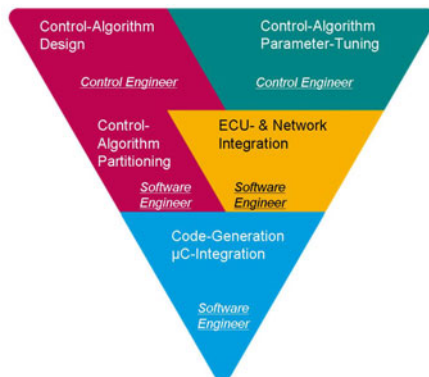 Control-Algorithm
Design
Control Engineer
Control-Algorithm
Parameter-Tuning
Control Engineer
Control-
Algorithm
Partitioning
Software
Engineer
ECU- & Network
Integration
Software
Engineer
Code-Generation
µC-Integration
Software
Engineer